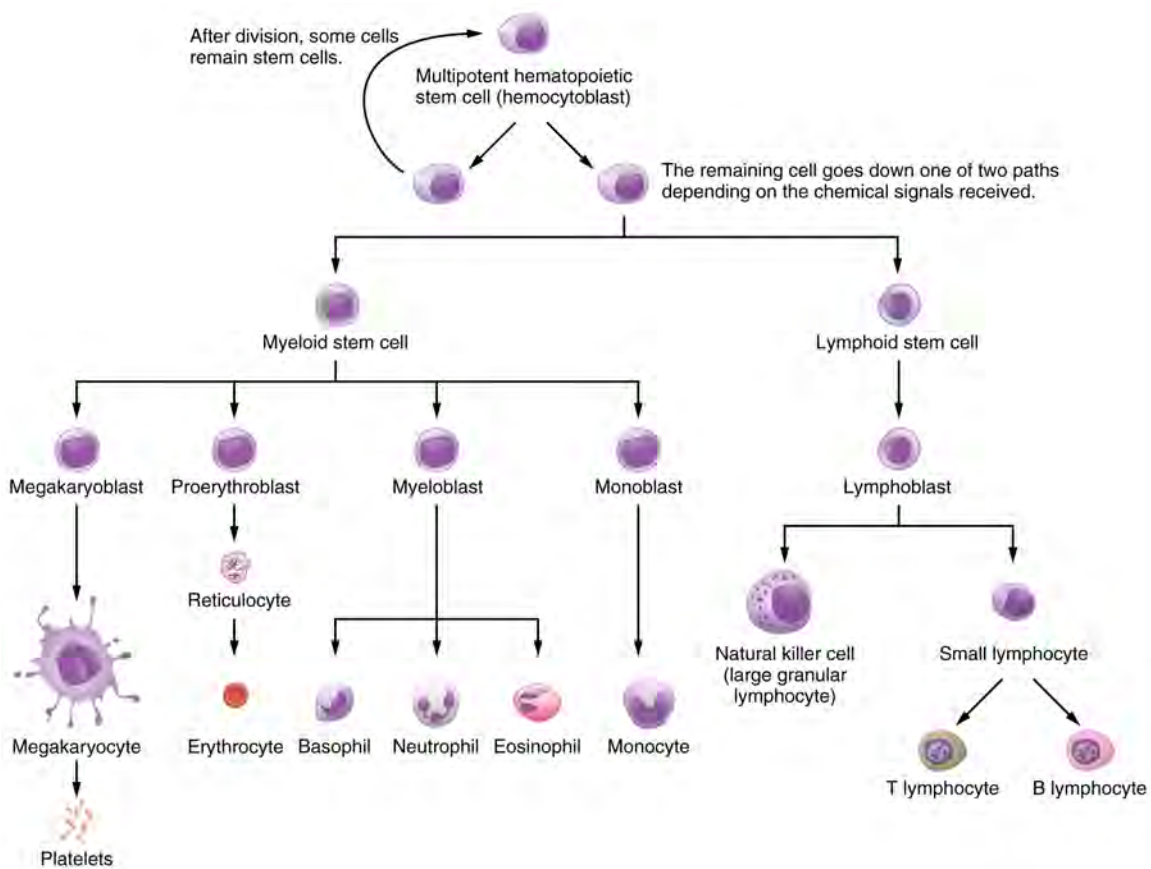 After division, some cells
remain stem cells.
Multipotent hematopoietic
stem cell (hemocytoblast)
The remaining cell goes down one of two paths
depending on the chemical signals received.
Myeloid stem cell
Lymphoid stem cell
Megakaryoblast
Proerythroblast
Myeloblast
Monoblast
Lymphoblast
Reticulocyte
Natural killer cell
(large granular
lymphocyte)
Small lymphocyte
Megakaryocyte
Erythrocyte
Basophil
Neutrophil
Eosinophil
Monocyte
T lymphocyte
B lymphocyte
Platelets